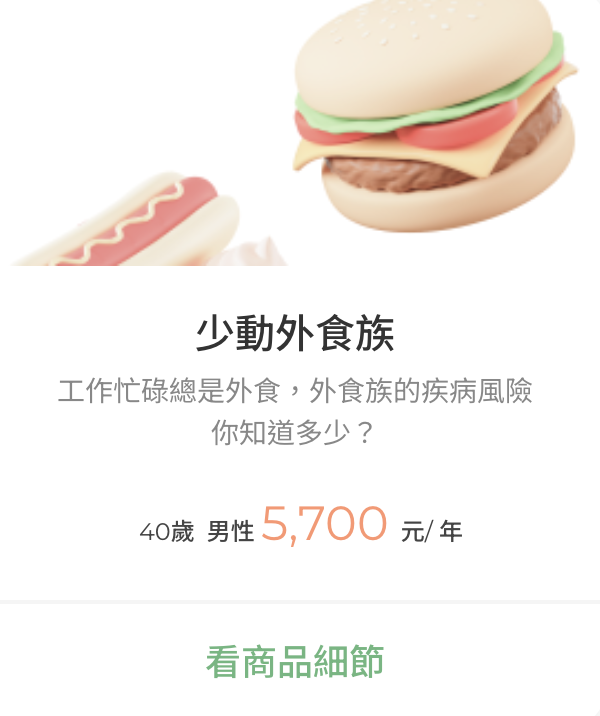 少動外食族
工作忙碌總是外食，外食族的疾病風險
你知道多少？
40歲 男性 5,700 元/ 年
看商品細節